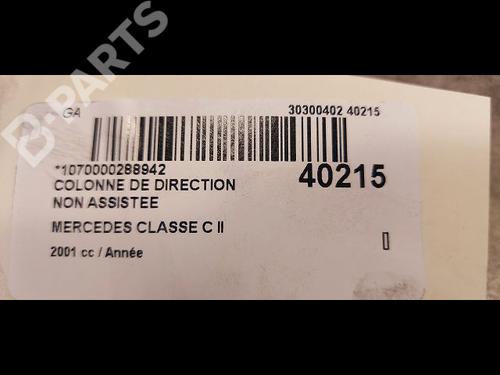 B-PARTS
GA 30300402 40215
*1070000288942
COLONNE DE DIRECTION 40215
NON ASSISTEE
MERCEDES CLASSE C II
2001 cc / Année